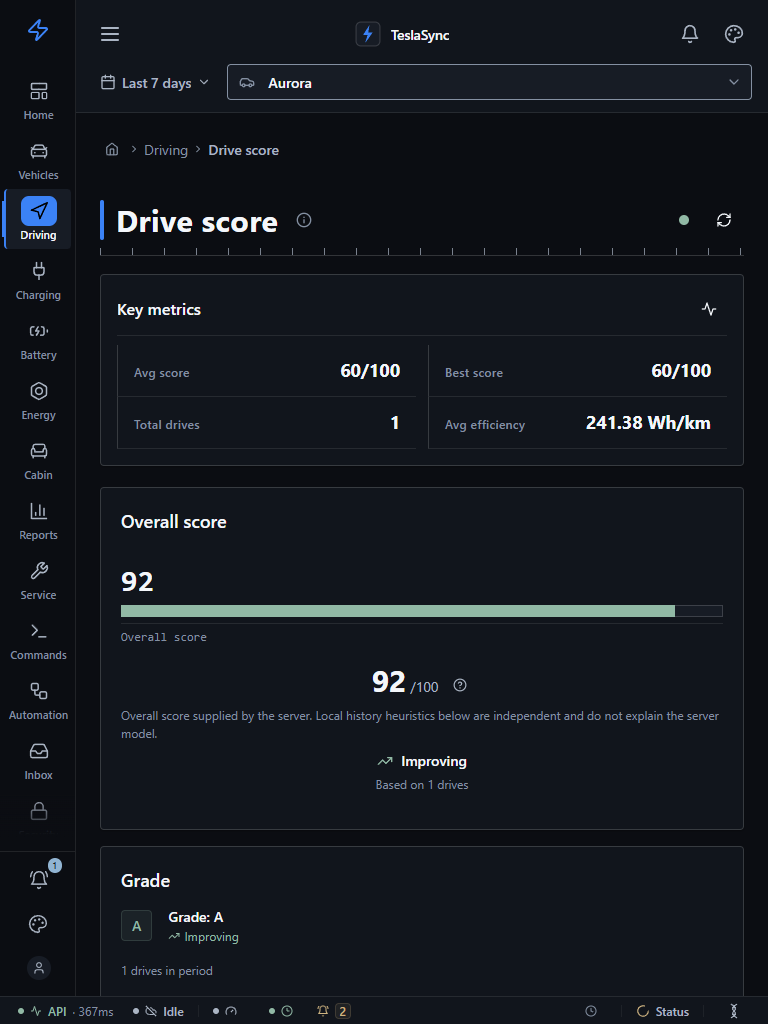 TeslaSync
Last 7 days
Aurora
Home
Vehicles
Driving
Charging
Battery
Energy
Cabin
Reports
Service
Commands
Automation
Inbox
1
Driving
Drive score
Drive score
Key metrics
Avg score 60/100
Best score 60/100
Total drives 1
Avg efficiency 241.38 Wh/km
Overall score
92
Overall score
92 /100
Overall score supplied by the server. Local history heuristics below are independent and do not explain the server
model.
Improving
Based on 1 drives
Grade
A
Grade: A
Improving
1 drives in period
API · 367ms
Idle
2
Status